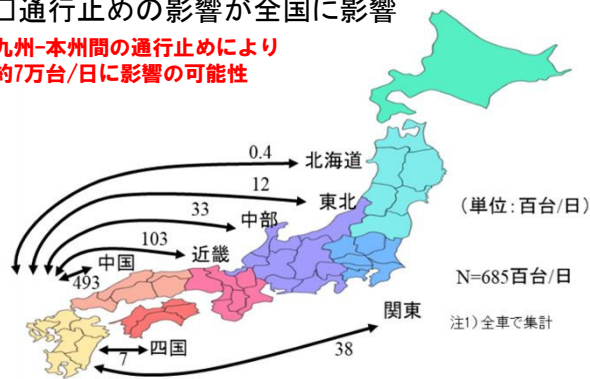 口通行止めの影響が全国に影響
九州-本州間の通行止めにより
約7万台/日に影響の可能性
0.4
北海道
12
東北
33
中部
(単位:百台/日)
103
近畿
中国
493
N=685百台/日
関東
注1)全車で集計
四国
7
38